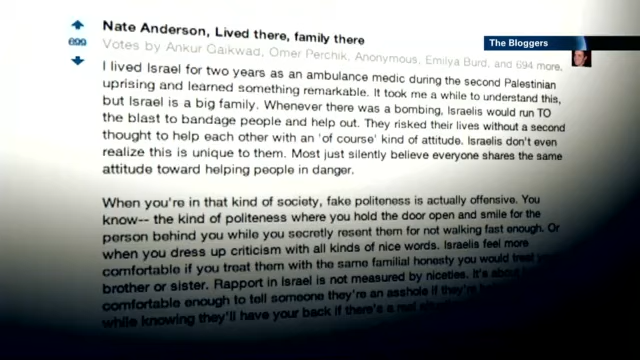 Nate Anderson, Lived there, family there
The Bloggers
699
Votes by Ankur Gaikwad, Omer Perchik, Anonymous, Emilya Burd, and 694 more.
I lived Israel for two years as an ambulance medic during the second Palestinian
uprising and learned something remarkable. It took me a while to understand this,
but Israel is a big family. Whenever there was a bombing, Israelis would run TO
the blast to bandage people and help out. They risked their lives without a second
thought to help each other with an 'of course' kind of attitude. Israelis don't even
realize this is unique to them. Most just silently believe everyone shares the same
attitude toward helping people in danger.
When you're in that kind of society, fake politeness is actually offensive. You
know-- the kind of politeness where you hold the door open and smile for the
person behind you while you secretly resent them for not walking fast enough. Or
when you dress up criticism with all kinds of nice words. Israelis feel more
comfortable if you treat them with the same familial honesty you would treat
brother or sister. Rapport in Israel is not measured by niceties. It's about
comfortable enough to tell someone they're an asshole if they're
while knowing they'll have your back if there's a real